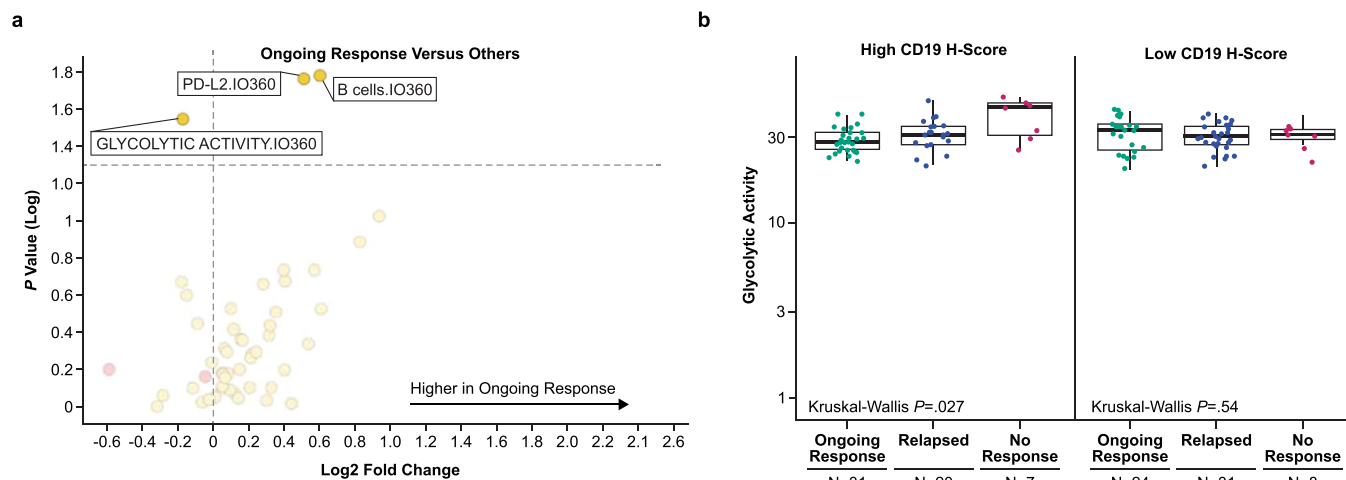 a
Ongoing Response Versus Others
PD-L2.IO360
B cells.IO360
GLYCOLYTIC ACTIVITY.IO360
P Value (Log)
1.8
1.6
1.4
1.0
1
0.8
0.6
0.4
0.2
0
Higher in Ongoing Response
-0.6 -0.4 -0.2 0 0.2 0.4 0.6 0.8 1.0 1.2 1.4 1.6 1.8 2.0 2.2 2.1 2.4 2.6
Log2 Fold Change
b
High CD19 H-Score
Low CD19 H-Score
Glycolytic Activity
30
10
3
1
Kruskal-Wallis P=.027
Kruskal-Wallis P=.54
Ongoing Response
Relapsed
No Response
Ongoing Response
Relapsed
No Response